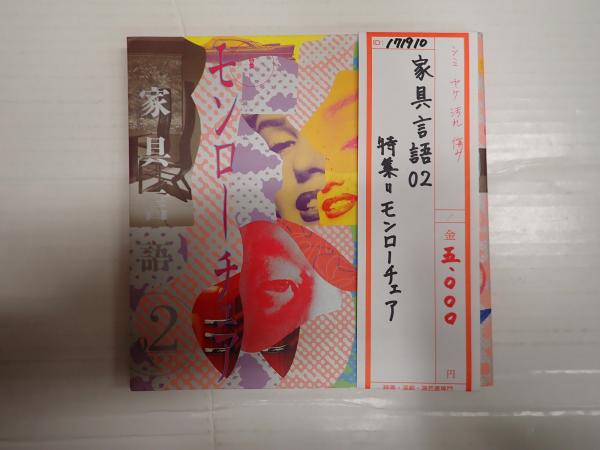 家具言語
.2
モンローチェア
ID: 171910
家具言語02
特集＝モンローチェア
シミ ヤケ 汚れ 傷み
金 五、000 円